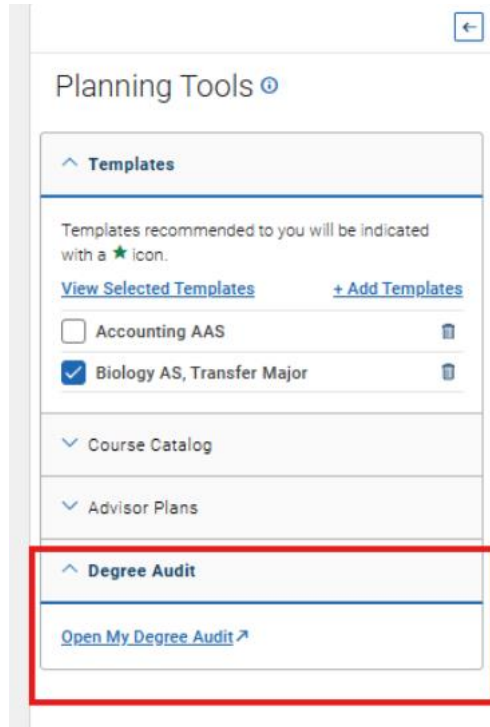 Planning Tools
Templates
Templates recommended to you will be indicated
with a ★ icon.
View Selected Templates + Add Templates
Accounting AAS
Biology AS, Transfer Major
Course Catalog
Advisor Plans
Degree Audit
Open My Degree Audit